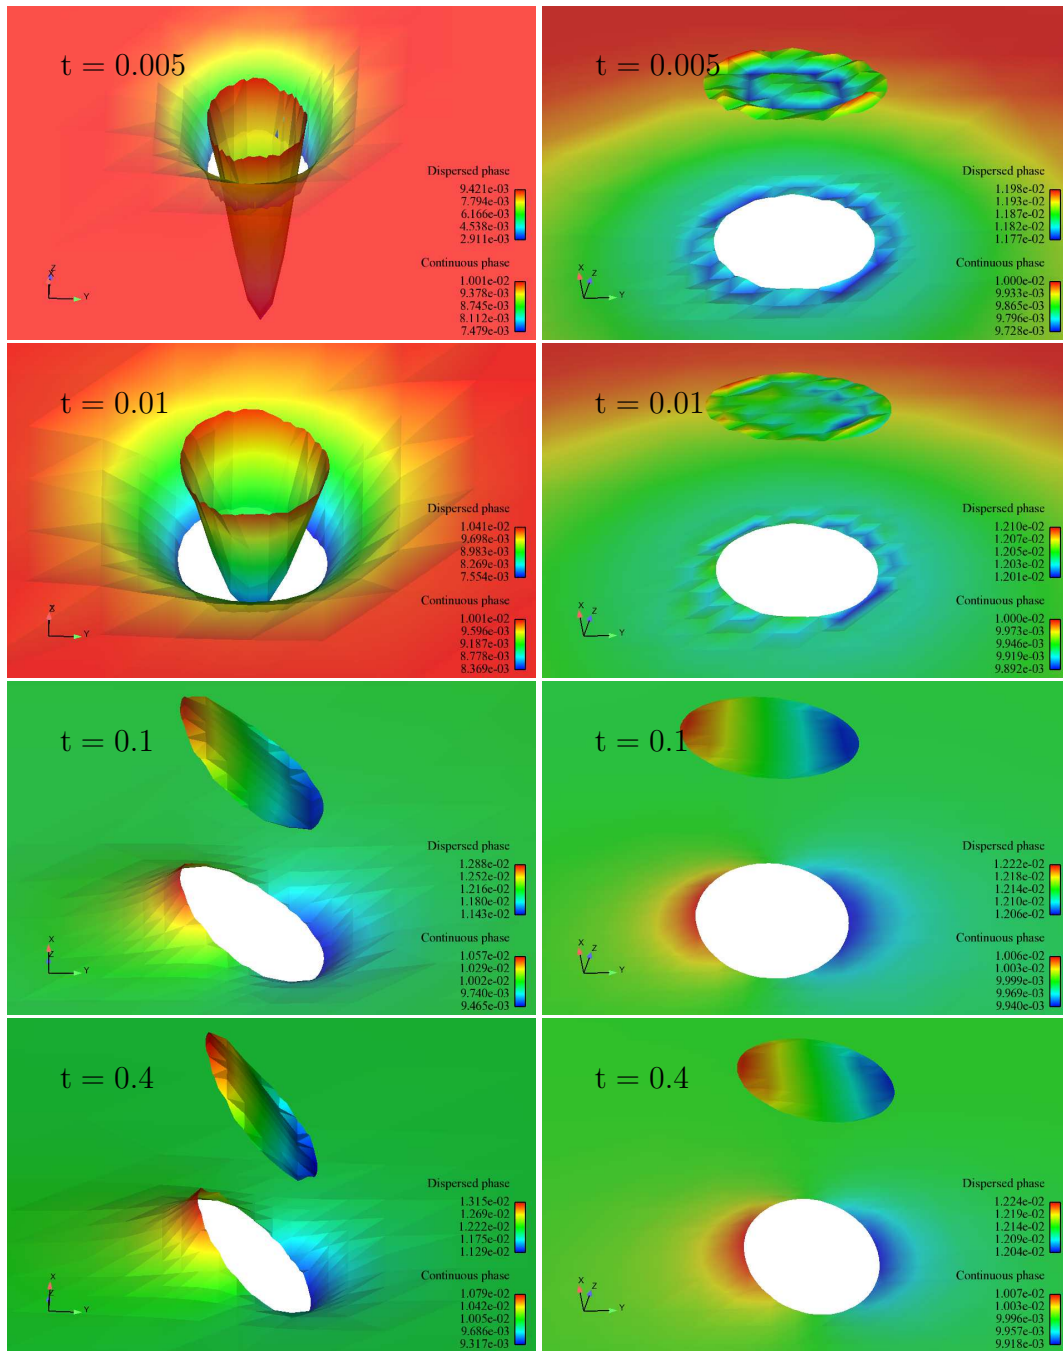 t = 0.005
Dispersed phase
9.421e-03
7.794e-03
6.166e-03
4.538e-03
2.911e-03
Continuous phase
1.001e-02
9.378e-03
8.745e-03
8.112e-03
7.479e-03
Z
X
Y
t = 0.005
Dispersed phase
1.198e-02
1.193e-02
1.187e-02
1.182e-02
1.177e-02
Continuous phase
1.000e-02
9.933e-03
9.865e-03
9.796e-03
9.728e-03
X
Z
Y
t = 0.01
Dispersed phase
1.041e-02
9.698e-03
8.983e-03
8.269e-03
7.554e-03
Continuous phase
1.001e-02
9.596e-03
9.187e-03
8.778e-03
8.369e-03
Y
t = 0.01
Dispersed phase
1.210e-02
1.207e-02
1.205e-02
1.203e-02
1.201e-02
Continuous phase
1.000e-02
9.973e-03
9.946e-03
9.919e-03
9.892e-03
X
Z
Y
t = 0.1
Dispersed phase
1.288e-02
1.252e-02
1.216e-02
1.180e-02
1.143e-02
Continuous phase
1.057e-02
1.029e-02
1.002e-02
9.740e-03
9.465e-03
X
Z
Y
t = 0.1
Dispersed phase
1.222e-02
1.218e-02
1.214e-02
1.210e-02
1.206e-02
Continuous phase
1.006e-02
1.003e-02
9.999e-03
9.969e-03
9.940e-03
X
Z
Y
t = 0.4
Dispersed phase
1.315e-02
1.269e-02
1.222e-02
1.175e-02
1.129e-02
Continuous phase
1.079e-02
1.042e-02
1.005e-02
9.686e-03
9.317e-03
X
Z
Y
t = 0.4
Dispersed phase
1.224e-02
1.219e-02
1.214e-02
1.209e-02
1.204e-02
Continuous phase
1.007e-02
1.003e-02
9.996e-03
9.957e-03
9.918e-03
X
Z
Y